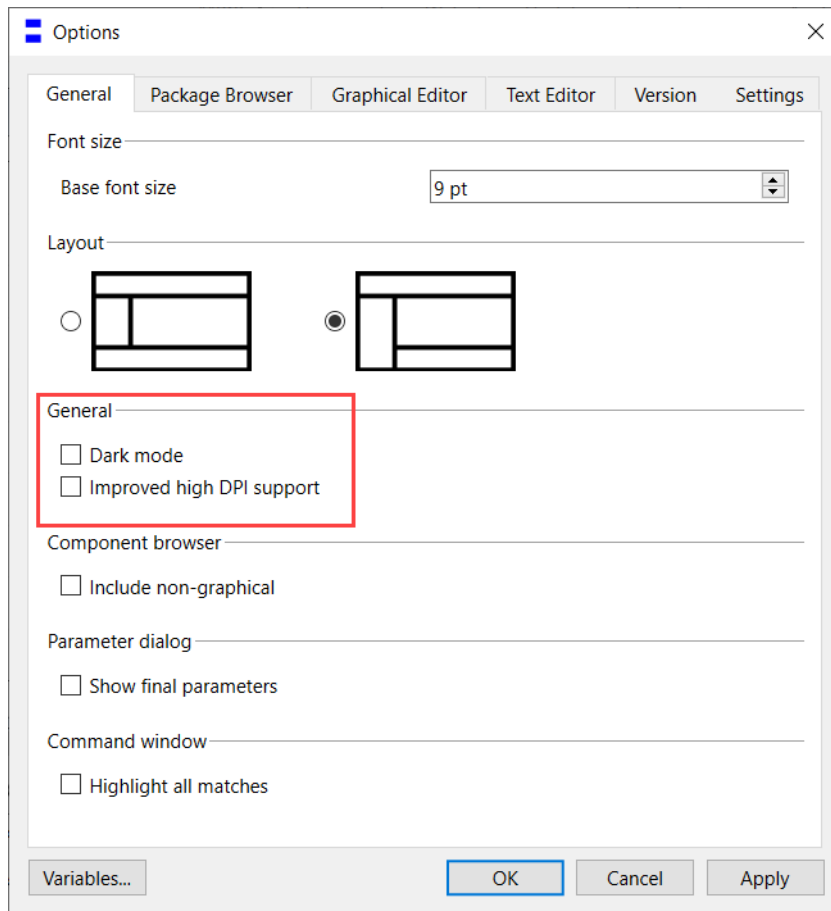 Options
General Package Browser Graphical Editor Text Editor Version Settings
Font size
Base font size 9 pt
Layout
General
Dark mode
Improved high DPI support
Component browser
Include non-graphical
Parameter dialog
Show final parameters
Command window
Highlight all matches
Variables... OK Cancel Apply